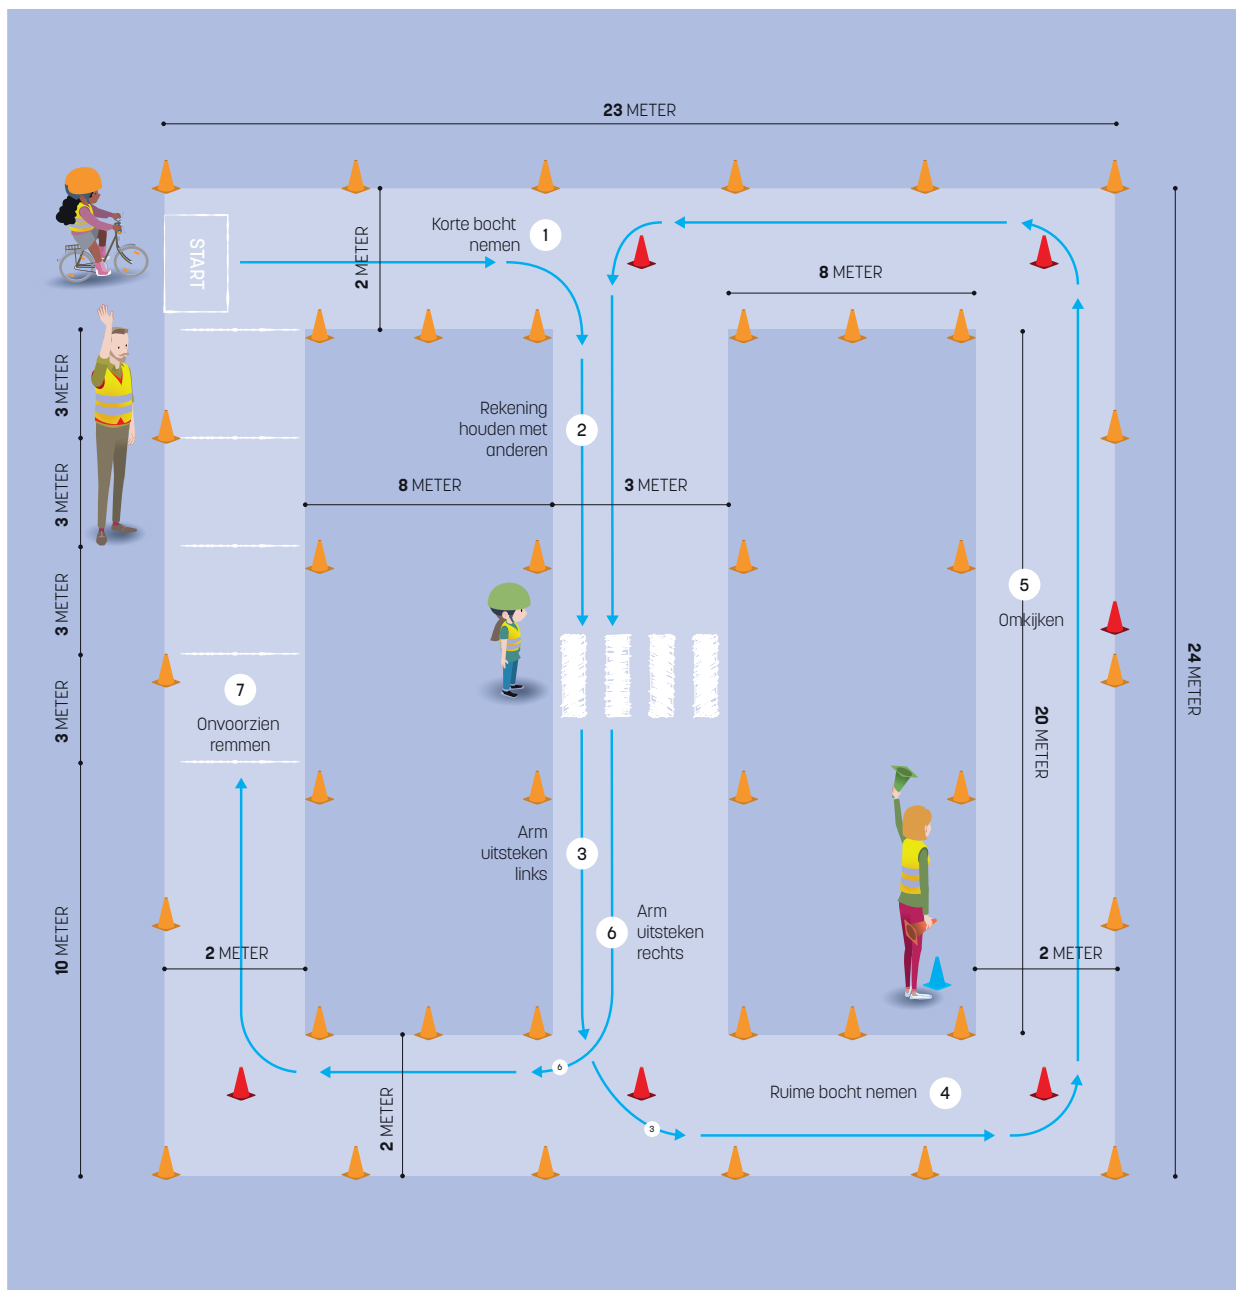 23 METER
START
Korte bocht
nemen
1
2 METER
8 METER
3 METER
Rekening
houden met
anderen
2
8 METER
3 METER
3 METER
5
Omkijken
3 METER
24 METER
7
Onvoorzien
remmen
3 METER
20 METER
Arm
uitsteken
links
3
6
Arm
uitsteken
rechts
10 METER
2 METER
2 METER
6
2 METER
Ruime bocht nemen
4
3